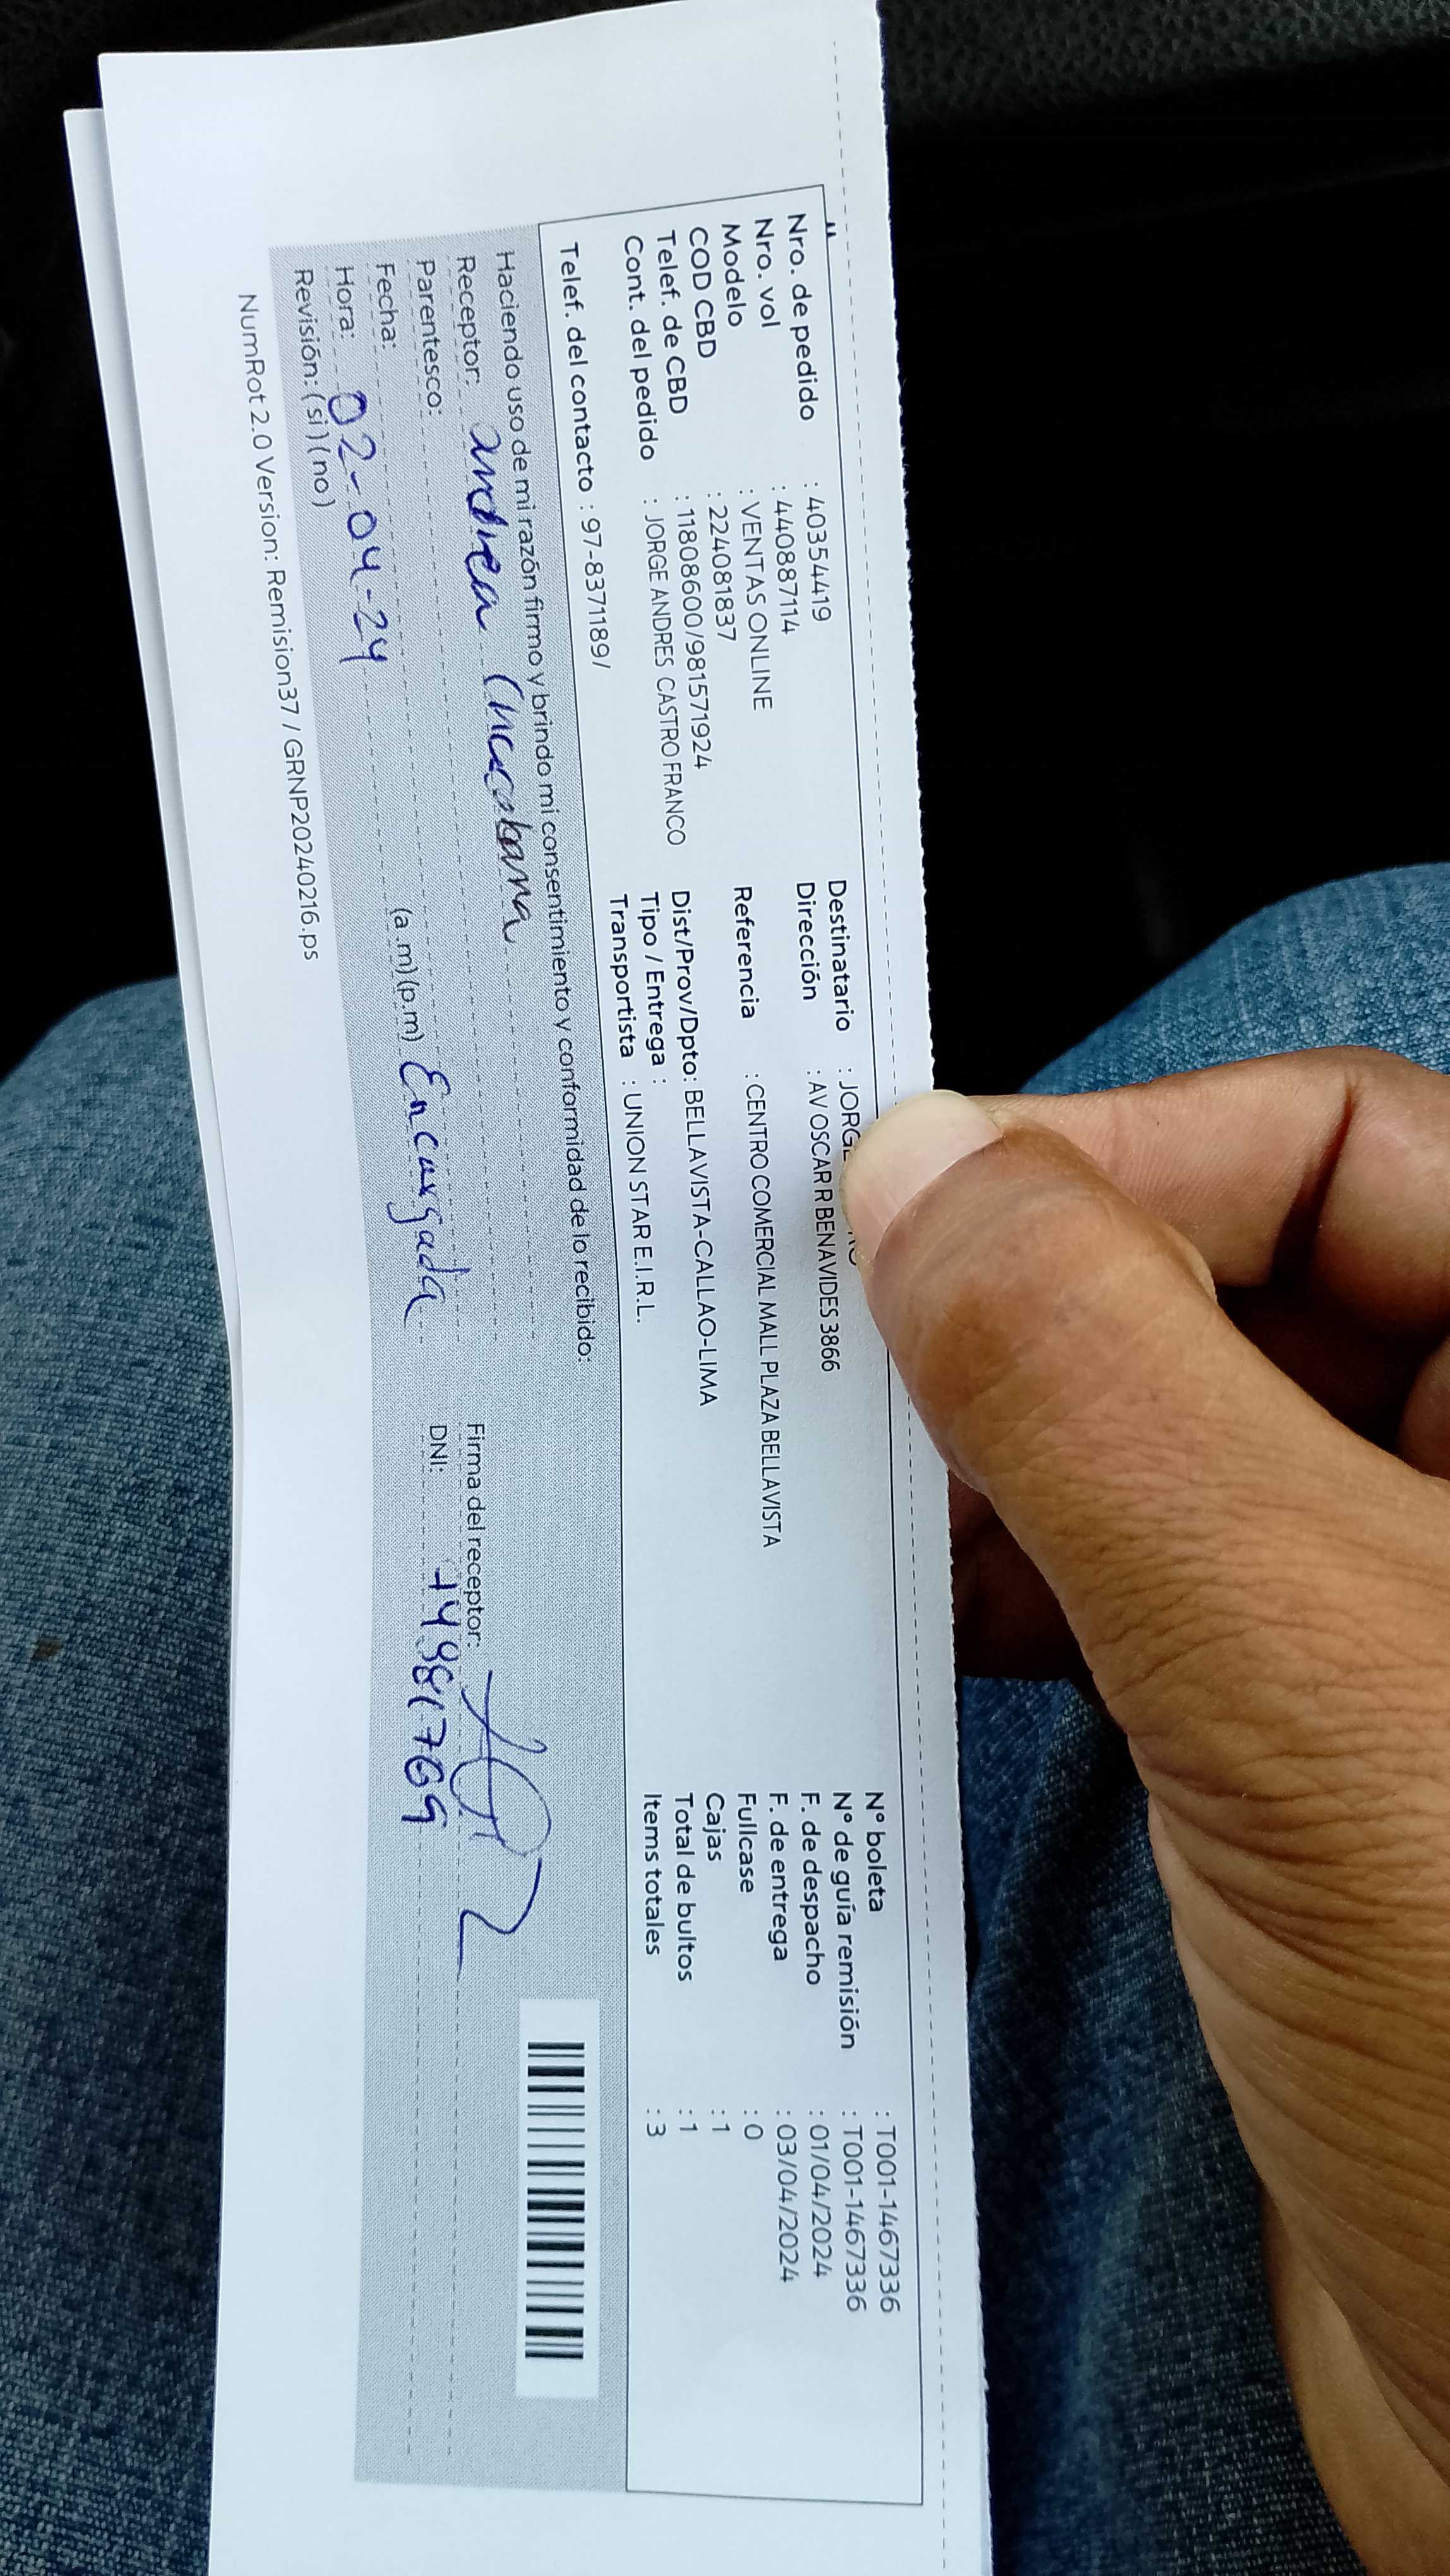 Nro. de pedido : 40354419
Nro. vol : 440887114
Modelo : VENTAS ONLINE
COD CBD : 224081837
Telef. de CBD : 11808600/981571924
Cont. del pedido : JORGE ANDRES CASTRO FRANCO
Telef. del contacto : 97-8371189/
Destinatario : JORGE
Dirección : AV OSCAR R BENAVIDES 3866
Referencia : CENTRO COMERCIAL MALL PLAZA BELLAVISTA
Dist/Prov/Dpto: BELLAVISTA-CALLAO-LIMA
Tipo / Entrega :
Transportista : UNION STAR E.I.R.L.
N° boleta : T001-1467336
N° de guía remisión : T001-1467336
F. de despacho : 01/04/2024
F. de entrega : 03/04/2024
Fullcase : 0
Cajas : 1
Total de bultos : 1
Items totales : 3
Haciendo uso de mi razón firmo y brindo mi consentimiento y conformidad de lo recibido:
Receptor: andrea
Parentesco:
Fecha:
Hora: 02-04-24 (a.m)(p.m) Encargada
Revisión: (si)(no)
Firma del receptor:
DNI:
NumRot 2.0 Version: Remision37 / GRNP20240216.ps